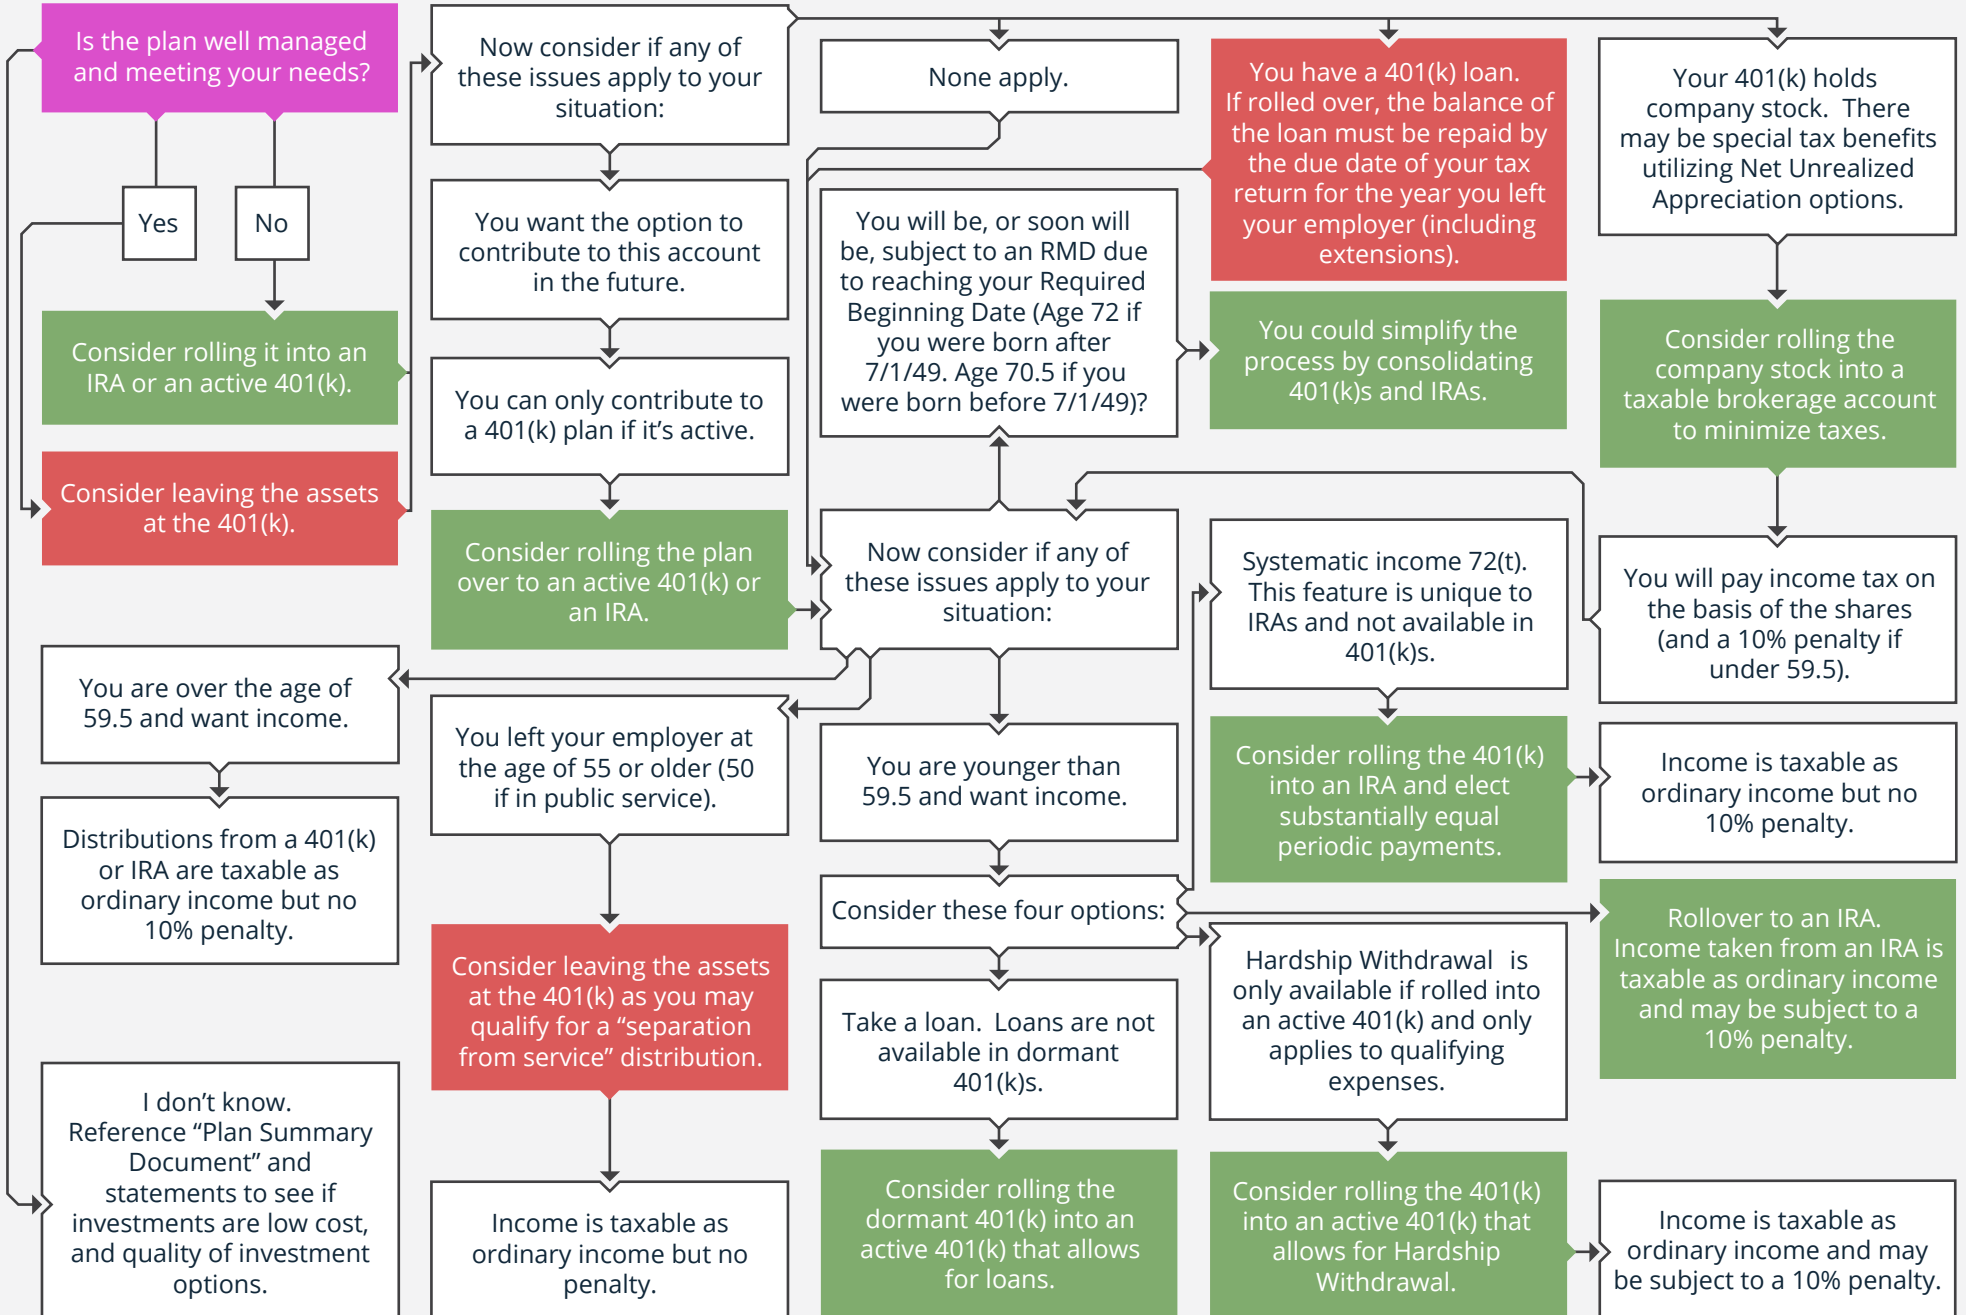 Is the plan well managed
and meeting your needs?
Yes
No
Consider rolling it into an
IRA or an active 401(k).
Consider leaving the assets
at the 401(k).
You are over the age of
59.5 and want income.
Distributions from a 401(k)
or IRA are taxable as
ordinary income but no
10% penalty.
I don't know.
Reference “Plan Summary
Document” and
statements to see if
investments are low cost,
and quality of investment
options.
Now consider if any of
these issues apply to your
situation:
You want the option to
contribute to this account
in the future.
You can only contribute to
a 401(k) plan if it’s active.
Consider rolling the plan
over to an active 401(k) or
an IRA.
You left your employer at
the age of 55 or older (50
if in public service).
Consider leaving the assets
at the 401(k) as you may
qualify for a “separation
from service” distribution.
Income is taxable as
ordinary income but no
penalty.
None apply.
You will be, or soon will
be, subject to an RMD due
to reaching your Required
Beginning Date (Age 72 if
you were born after
7/1/49. Age 70.5 if you
were born before 7/1/49)?
Now consider if any of
these issues apply to your
situation:
You are younger than
59.5 and want income.
Consider these four options:
Take a loan.  Loans are not
available in dormant
401(k)s.
Consider rolling the
dormant 401(k) into an
active 401(k) that allows
for loans.
You have a 401(k) loan.
If rolled over, the balance of
the loan must be repaid by
the due date of your tax
return for the year you left
your employer (including
extensions).
You could simplify the
process by consolidating
401(k)s and IRAs.
Systematic income 72(t).
This feature is unique to
IRAs and not available in
401(k)s.
Consider rolling the 401(k)
into an IRA and elect
substantially equal
periodic payments.
Hardship Withdrawal  is
only available if rolled into
an active 401(k) and only
applies to qualifying
expenses.
Consider rolling the 401(k)
into an active 401(k) that
allows for Hardship
Withdrawal.
Your 401(k) holds
company stock.  There
may be special tax benefits
utilizing Net Unrealized
Appreciation options.
Consider rolling the
company stock into a
taxable brokerage account
to minimize taxes.
You will pay income tax on
the basis of the shares
(and a 10% penalty if
under 59.5).
Income is taxable as
ordinary income but no
10% penalty.
Rollover to an IRA.
Income taken from an IRA is
taxable as ordinary income
and may be subject to a
10% penalty.
Income is taxable as
ordinary income and may
be subject to a 10% penalty.